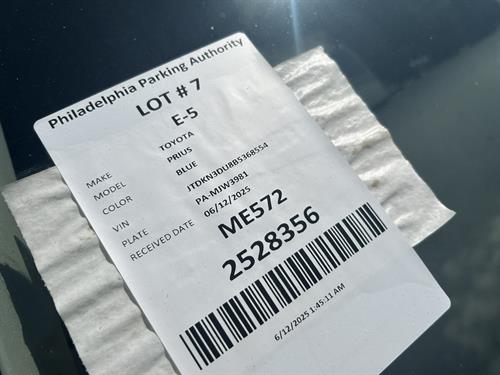 Philadelphia Parking Authority
LOT # 7
E-5
MAKE TOYOTA
MODEL PRIUS
COLOR BLUE
VIN JTDKN3DU8B5368554
PLATE PA-MIW3981
RECEIVED DATE 06/12/2025
ME572
2528356
6/12/2025 1:45:11 AM